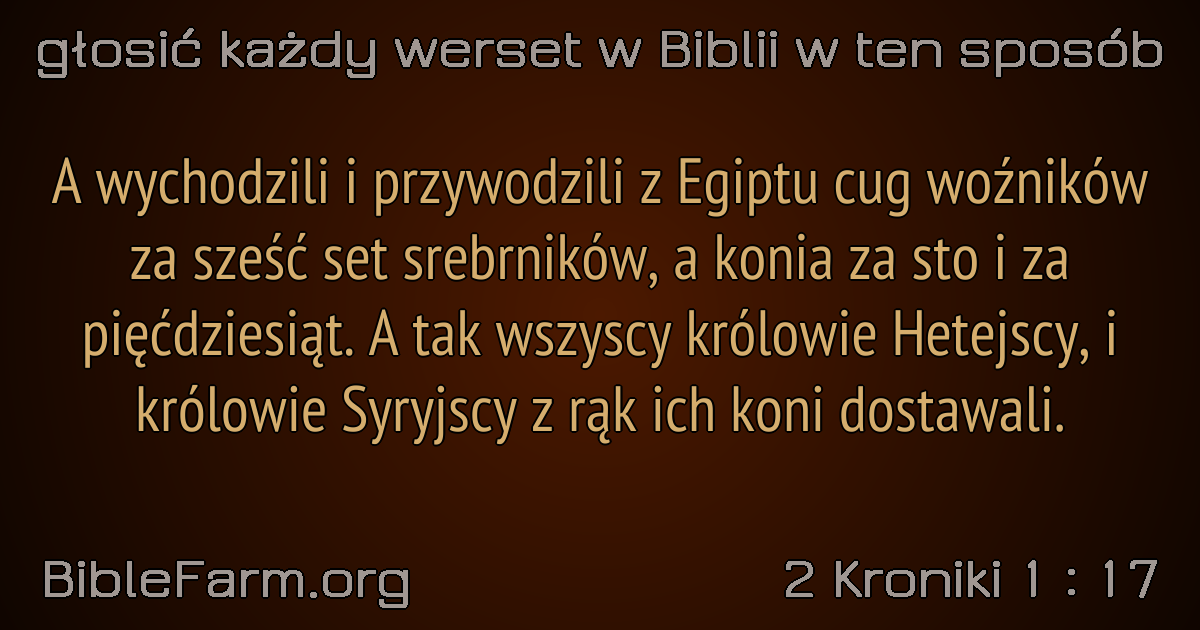 głosić każdy werset w Biblii w ten sposób
A wychodzili i przywodzili z Egiptu cug woźników
za sześć set srebrników, a konia za sto i za
pięćdziesiąt. A tak wszyscy królowie Hetejscy, i
królowie Syryjscy z rąk ich koni dostawali.
BibleFarm.org
2 Kroniki 1 : 17